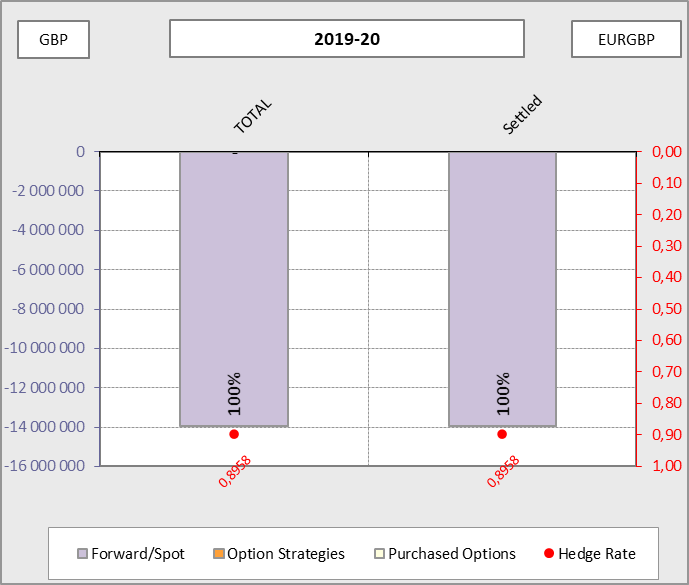 GBP
2019-20
EURGBP
TOTAL
Settled
0
-2 000 000
-4 000 000
-6 000 000
-8 000 000
-10 000 000
-12 000 000
-14 000 000
-16 000 000
100%
100%
0,8958
0,8958
0,00
0,10
0,20
0,30
0,40
0,50
0,60
0,70
0,80
0,90
1,00
Forward/Spot Option Strategies Purchased Options Hedge Rate